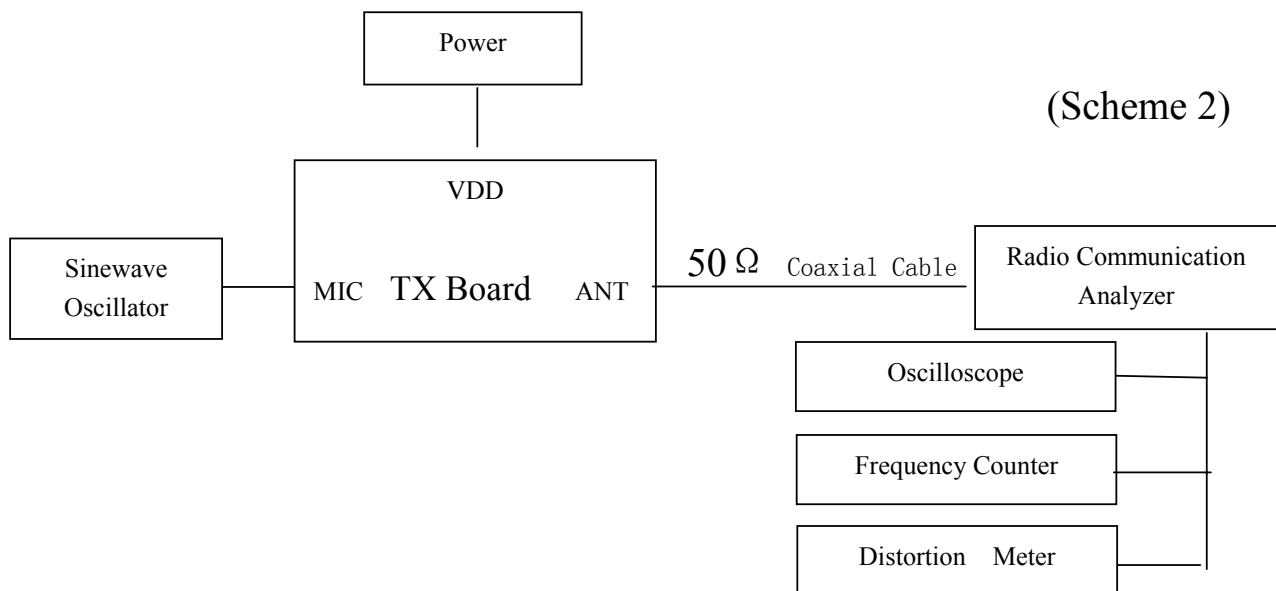 Power
(Scheme 2)
VDD
Sinewave
Oscillator
MIC TX Board ANT
50 Ω Coaxial Cable
Radio Communication
Analyzer
Oscilloscope
Frequency Counter
Distortion Meter